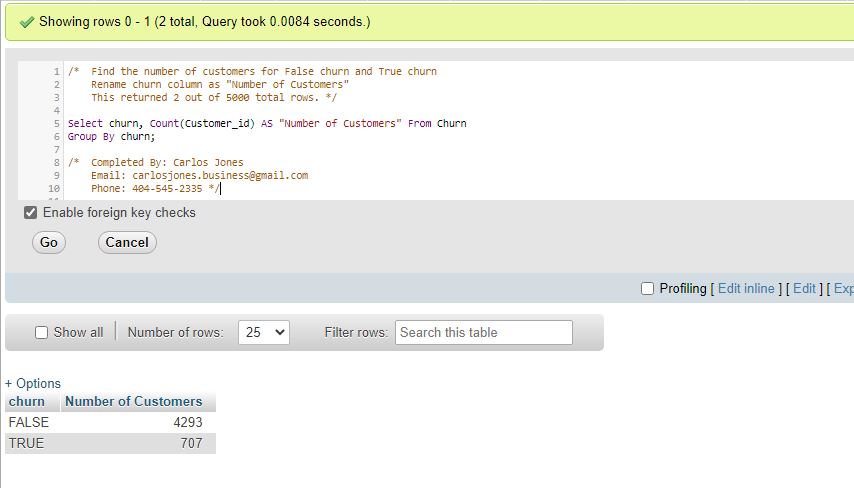 Showing rows 0 - 1 (2 total, Query took 0.0084 seconds.)
1 /* Find the number of customers for False churn and True churn
2 Rename churn column as "Number of Customers"
3 This returned 2 out of 5000 total rows. */
4
5 Select churn, Count(Customer_id) AS "Number of Customers" From Churn
6 Group By churn;
7
8 /* Completed By: Carlos Jones
9 Email: carlosjones.business@gmail.com
10 Phone: 404-545-2335 */
Enable foreign key checks
Go Cancel
Profiling [ Edit inline ] [ Edit ] [ Exp
Show all Number of rows: 25 Filter rows: Search this table
+ Options
churn Number of Customers
FALSE 4293
TRUE 707